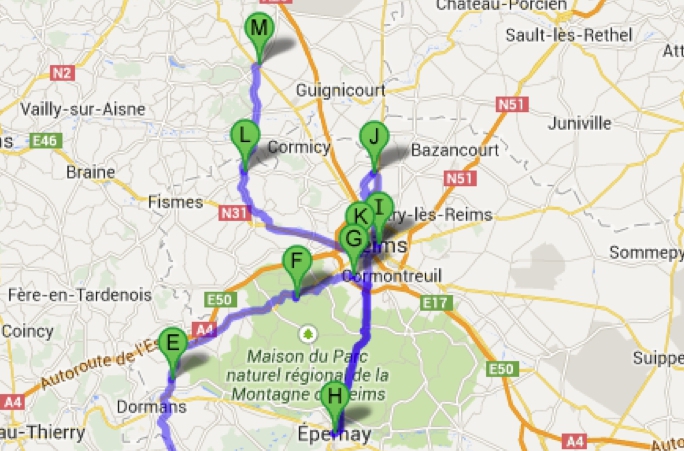 Château-Porcien
M
Sault-lès-Rethel
N2
Guignicourt
N51
Vailly-sur-Aisne
Juniville
E46
L
Cormicy
J
Bazancourt
Braine
N51
Fismes
N31
K
I
ry-lès-Reims
G
eims
Sommepy
F
Cormontreuil
Fère-en-Tardenois
E50
E17
Coincy
A4
E
Autoroute de l'Es
Maison du Parc
naturel régional de la
Montagne de Reims
Suippe
E50
A4
H
Dormans
au-Thierry
Épernay
A4
Auto